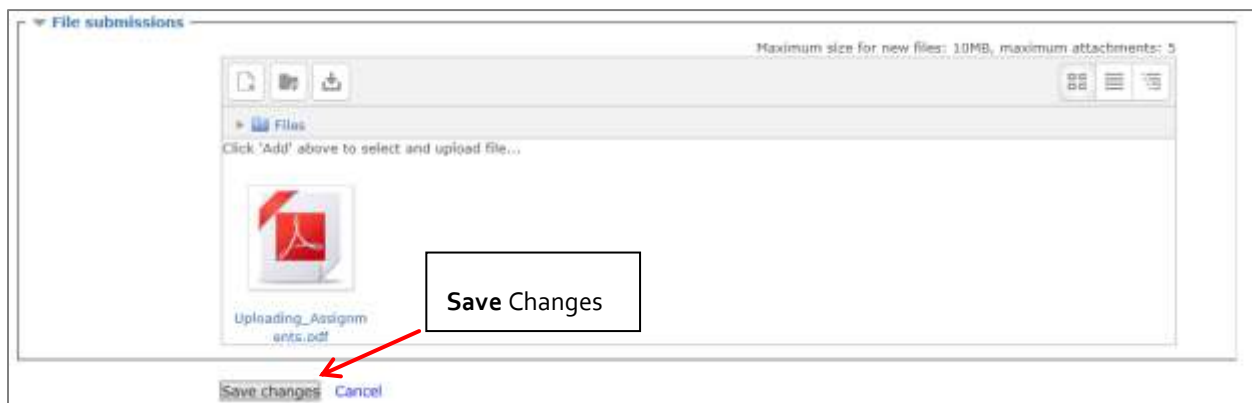 File submissions
Maximum size for new files: 10MB, maximum attachments: 5
Files
Click 'Add' above to select and upload file...
Save Changes
Uploading_Assignm
ents.pdf
Save changes Cancel